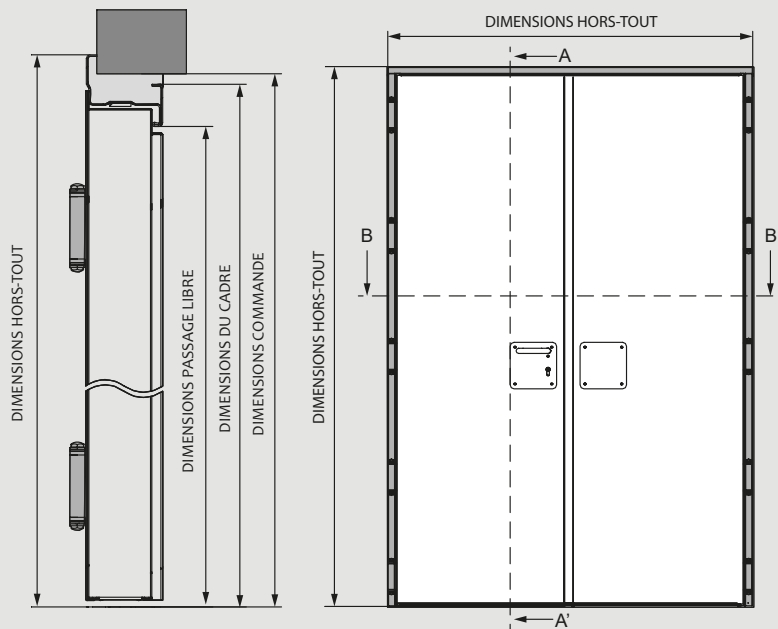 DIMENSIONS HORS-TOUT
DIMENSIONS PASSAGE LIBRE
DIMENSIONS DU CADRE
DIMENSIONS COMMANDE
DIMENSIONS HORS-TOUT
DIMENSIONS HORS-TOUT
A
B
B
A'